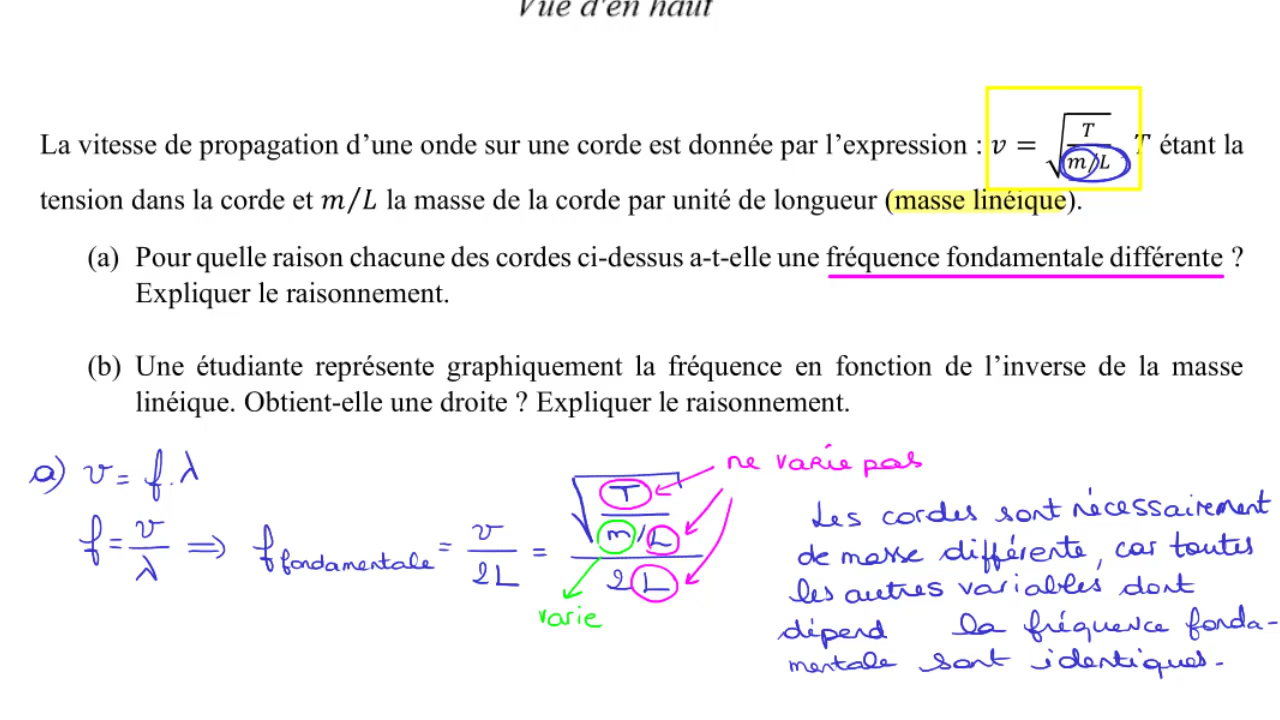 Vue d'en haut
La vitesse de propagation d'une onde sur une corde est donnée par l'expression : v = √(T / (m/L)) T étant la
tension dans la corde et m/L la masse de la corde par unité de longueur (masse linéique).
(a) Pour quelle raison chacune des cordes ci-dessus a-t-elle une fréquence fondamentale différente ?
Expliquer le raisonnement.
(b) Une étudiante représente graphiquement la fréquence en fonction de l'inverse de la masse
linéique. Obtient-elle une droite ? Expliquer le raisonnement.
a) v = f.λ
f = v/λ ⟹ f fondamentale = v/2L = √(T / (m/L)) / 2L
ne varie pas
varie
Les cordes sont nécessairement
de masse différente, car toutes
les autres variables dont
dépend la fréquence fonda-
mentale sont identiques.